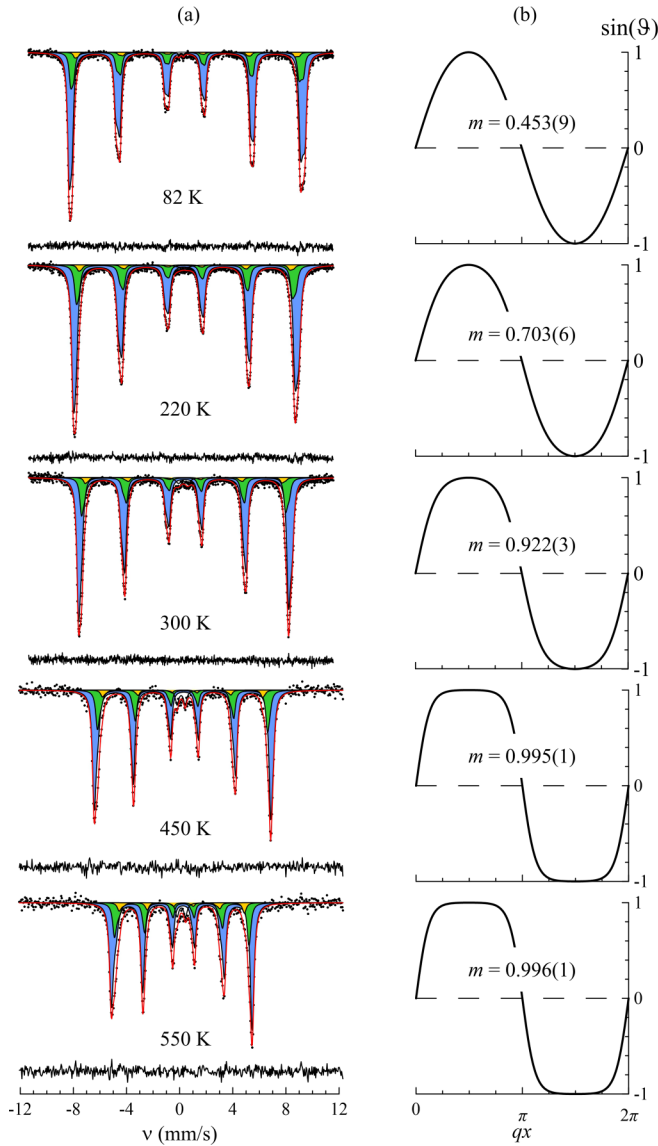 (a)
(b)
sin(ϑ)
1
m = 0.453(9)
0
82 K
-1
1
m = 0.703(6)
0
220 K
-1
1
m = 0.922(3)
0
300 K
-1
1
m = 0.995(1)
0
450 K
-1
1
m = 0.996(1)
0
550 K
-1
-12 -8 -4 0 4 8 12
0 π 2π
ν (mm/s)
qx